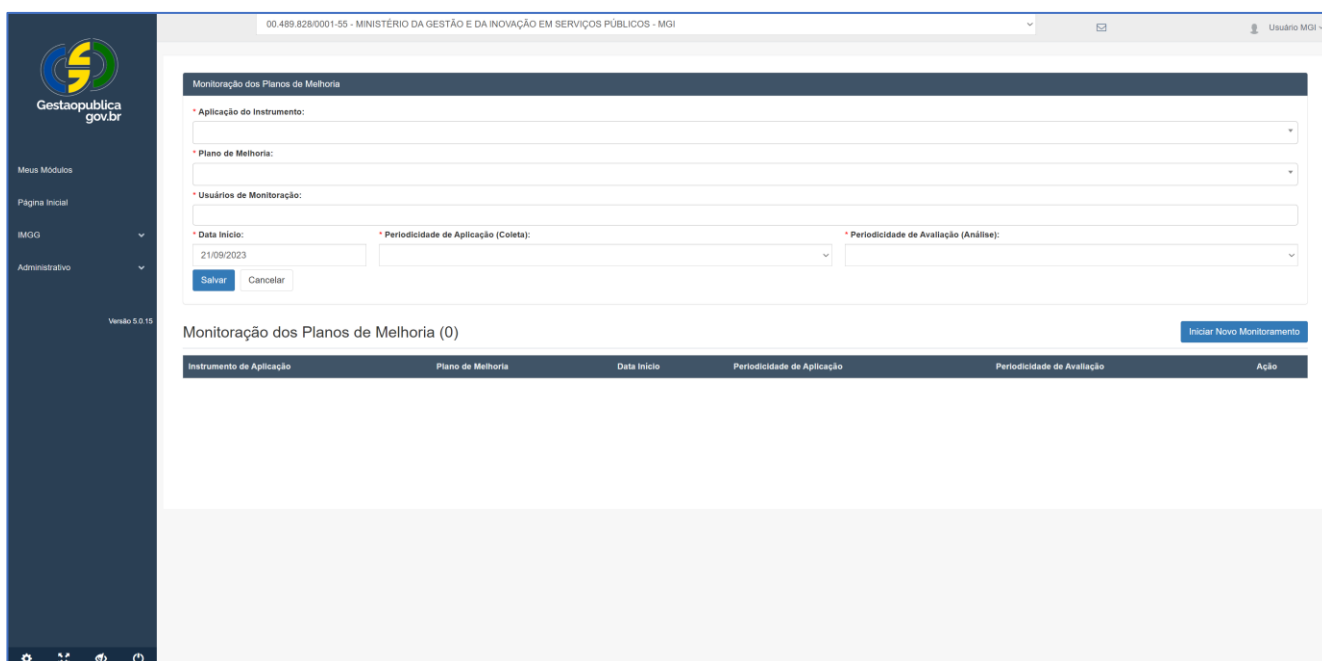 00.489.828/0001-55 - MINISTÉRIO DA GESTÃO E DA INOVAÇÃO EM SERVIÇOS PÚBLICOS - MGI
Usuário MGI
Gestaopublica
gov.br
Meus Módulos
Página Inicial
IMGG
Administrativo
Versão 5.0.15
Monitoração dos Planos de Melhoria
* Aplicação do Instrumento:
* Plano de Melhoria:
* Usuários de Monitoração:
* Data Início: * Periodicidade de Aplicação (Coleta): * Periodicidade de Avaliação (Análise):
21/09/2023
Salvar Cancelar
Monitoração dos Planos de Melhoria (0) Iniciar Novo Monitoramento
Instrumento de Aplicação Plano de Melhoria Data Início Periodicidade de Aplicação Periodicidade de Avaliação Ação